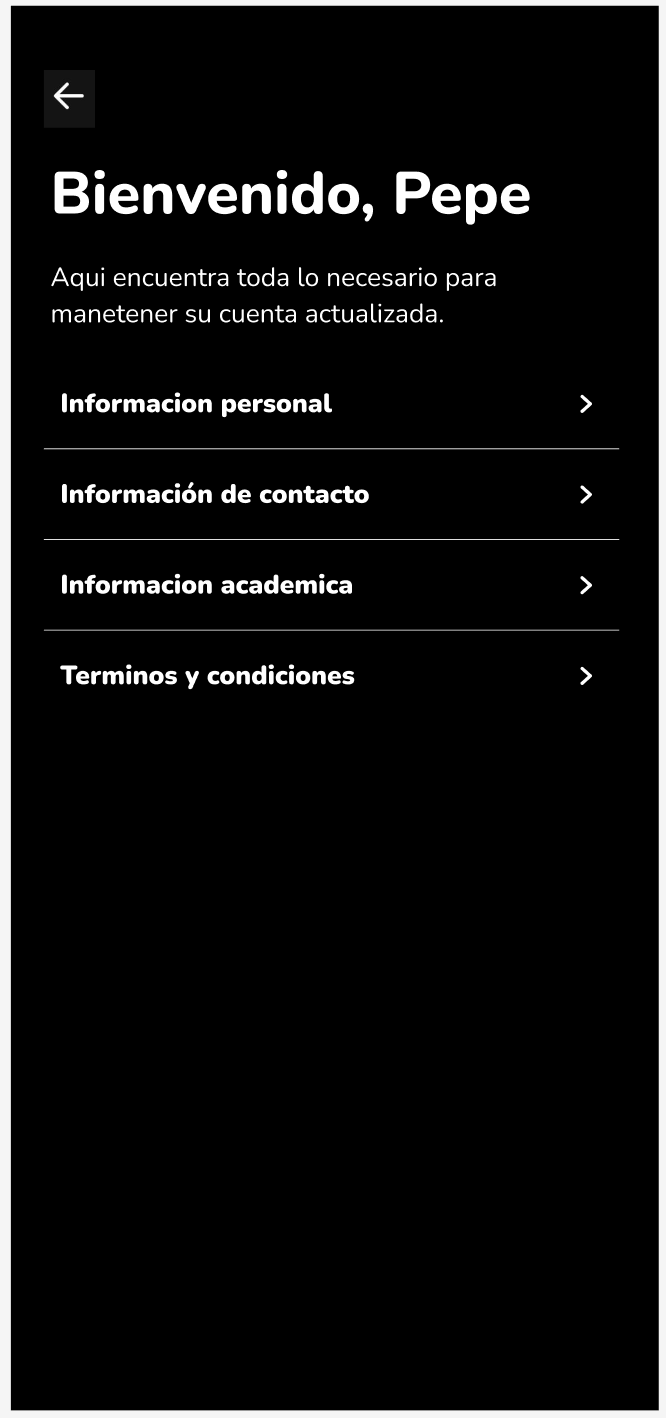 Bienvenido, Pepe
Aqui encuentra toda lo necesario para
manetener su cuenta actualizada.
Informacion personal
Información de contacto
Informacion academica
Terminos y condiciones